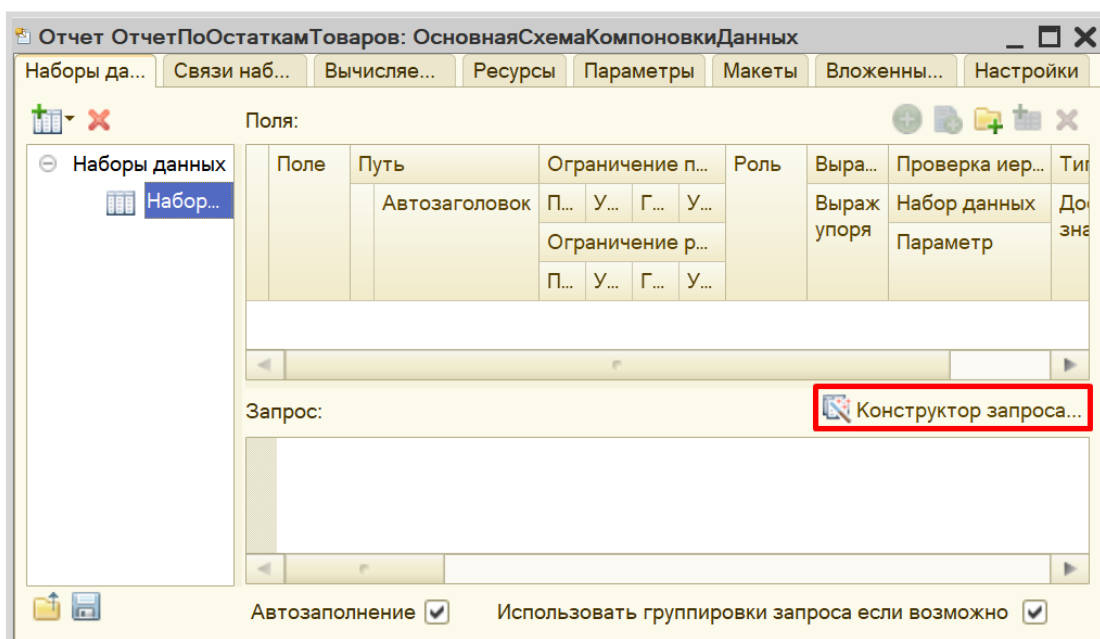 Отчет ОтчетПоОстаткамТоваров: ОсновнаяСхемаКомпоновкиДанных
Наборы да... Связи наб... Вычисляе... Ресурсы Параметры Макеты Вложенны... Настройки
Поля:
Наборы данных
Набор...
Поле Путь Ограничение п... Роль Выра... Проверка иер... Тип
Автозаголовок П... У... Г... У... Выраж Набор данных До
упоря зна
Ограничение р... Параметр
П... У... Г... У...
Запрос: Конструктор запроса...
Автозаполнение Использовать группировки запроса если возможно